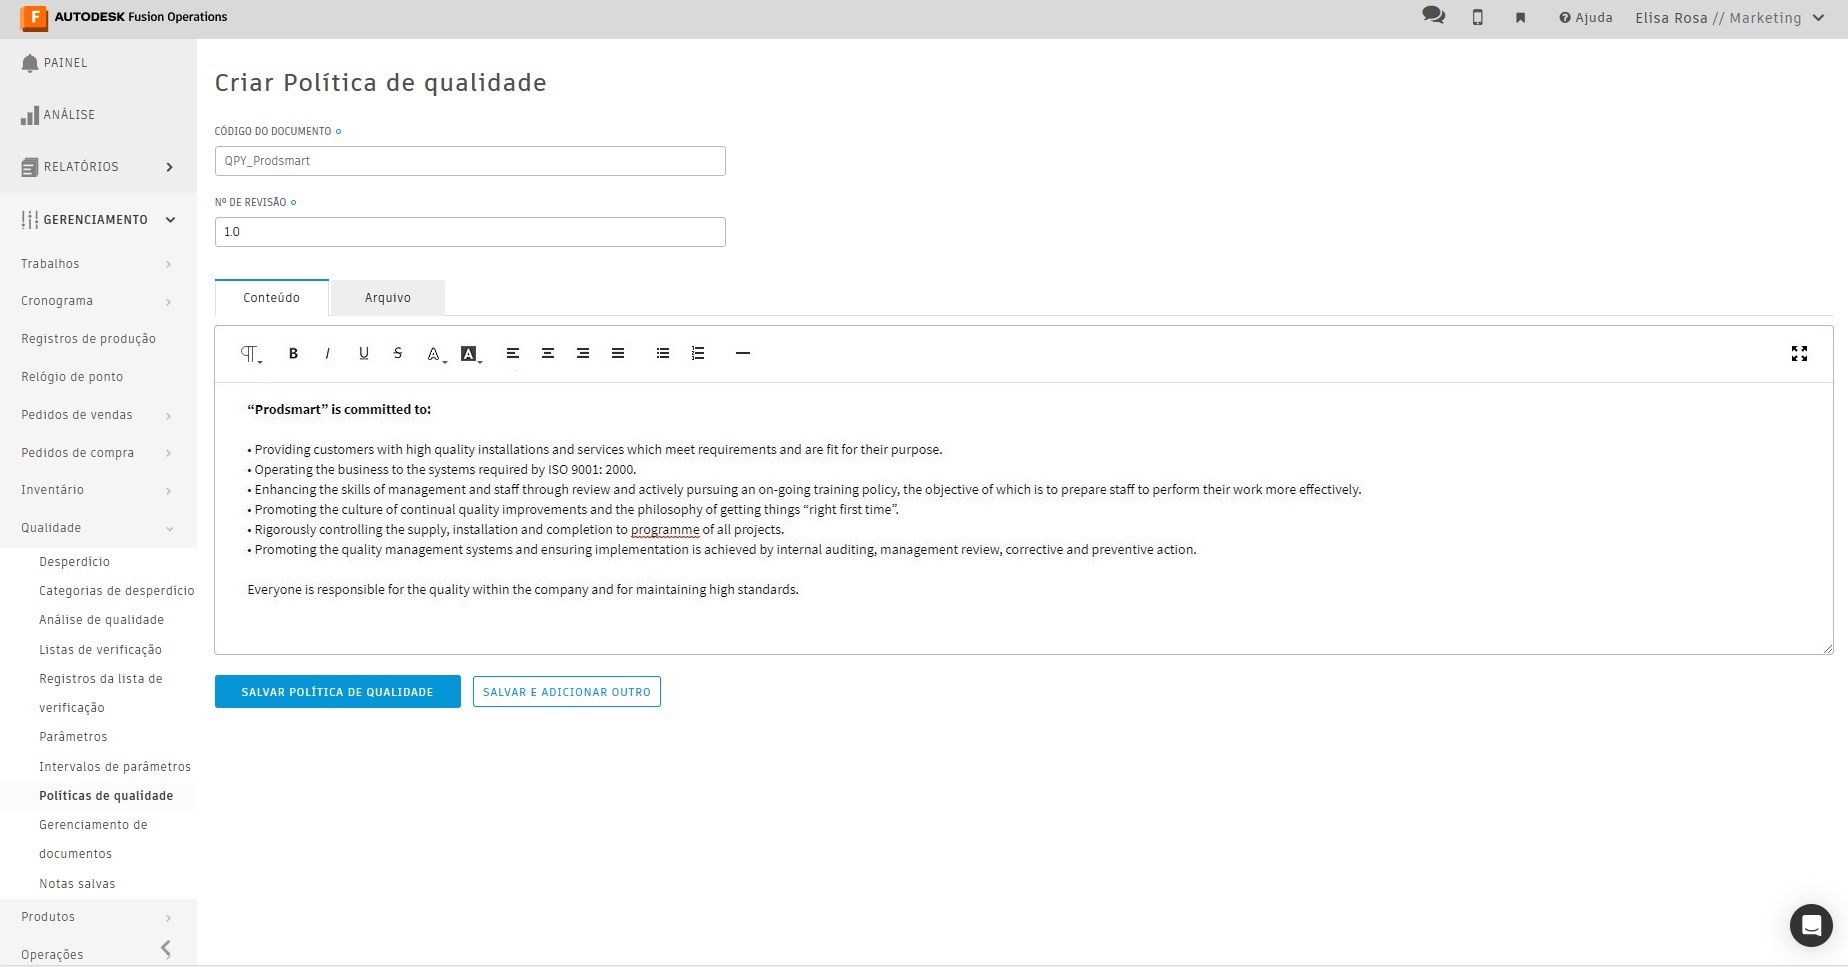 F AUTODESK Fusion Operations
Ajuda
Elisa Rosa // Marketing
PAINEL
ANÁLISE
RELATÓRIOS
GERENCIAMENTO
Trabalhos
Cronograma
Registros de produção
Relógio de ponto
Pedidos de vendas
Pedidos de compra
Inventário
Qualidade
Desperdício
Categorias de desperdício
Análise de qualidade
Listas de verificação
Registros da lista de
verificação
Parâmetros
Intervalos de parâmetros
Políticas de qualidade
Gerenciamento de
documentos
Notas salvas
Produtos
Operações
Criar Política de qualidade
CÓDIGO DO DOCUMENTO
QPY_Prodsmart
Nº DE REVISÃO
1.0
Conteúdo
Arquivo
B I U S A A
“Prodsmart” is committed to:
• Providing customers with high quality installations and services which meet requirements and are fit for their purpose.
• Operating the business to the systems required by ISO 9001: 2000.
• Enhancing the skills of management and staff through review and actively pursuing an on-going training policy, the objective of which is to prepare staff to perform their work more effectively.
• Promoting the culture of continual quality improvements and the philosophy of getting things “right first time”.
• Rigorously controlling the supply, installation and completion to programme of all projects.
• Promoting the quality management systems and ensuring implementation is achieved by internal auditing, management review, corrective and preventive action.
Everyone is responsible for the quality within the company and for maintaining high standards.
SALVAR POLÍTICA DE QUALIDADE
SALVAR E ADICIONAR OUTRO